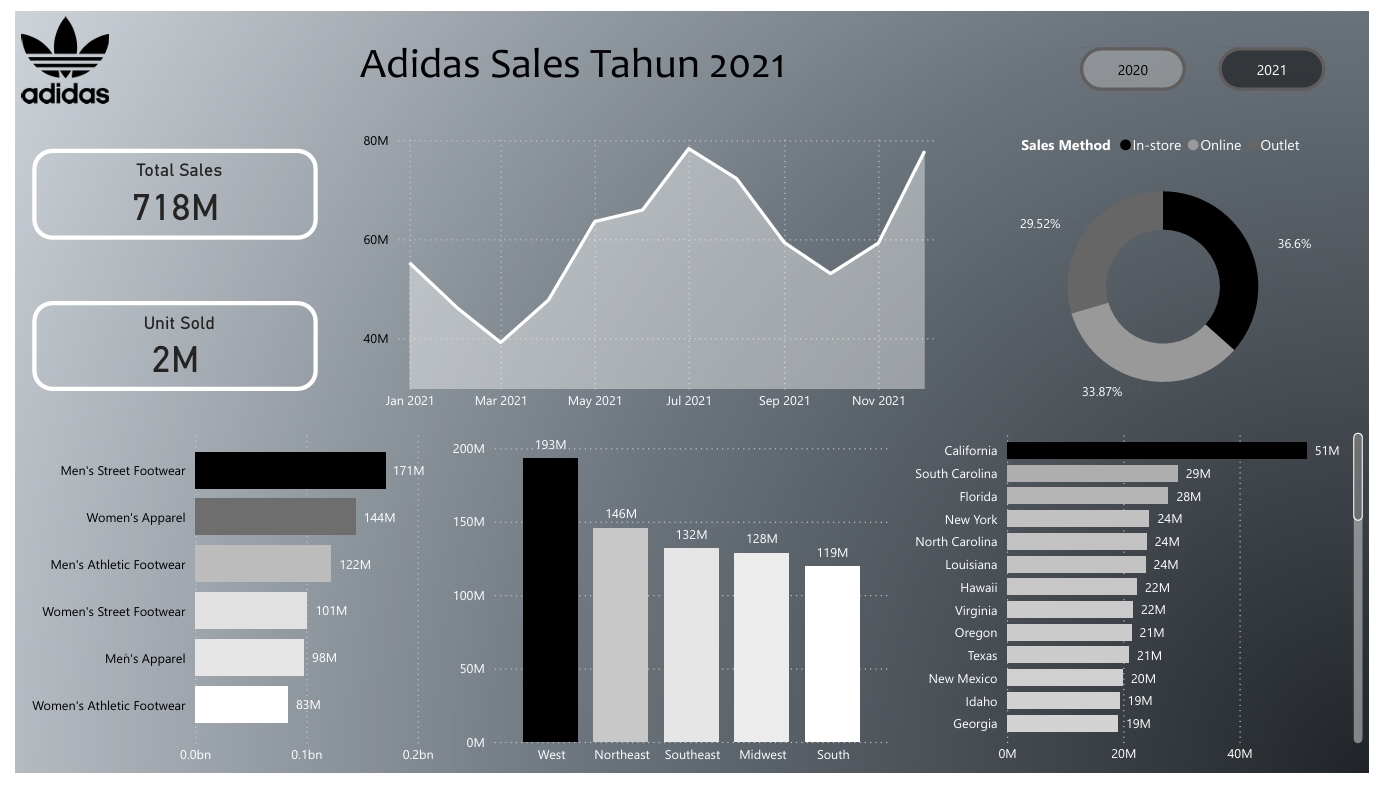 adidas
Adidas Sales Tahun 2021
2020
2021
Total Sales
718M
Unit Sold
2M
80M
60M
40M
Jan 2021 Mar 2021 May 2021 Jul 2021 Sep 2021 Nov 2021
Sales Method In-store Online Outlet
29.52%
36.6%
33.87%
Men's Street Footwear 171M
Women's Apparel 144M
Men's Athletic Footwear 122M
Women's Street Footwear 101M
Men's Apparel 98M
Women's Athletic Footwear 83M
0.0bn 0.1bn 0.2bn
200M
150M
100M
50M
0M
193M
146M
132M
128M
119M
West Northeast Southeast Midwest South
California 51M
South Carolina 29M
Florida 28M
New York 24M
North Carolina 24M
Louisiana 24M
Hawaii 22M
Virginia 22M
Oregon 21M
Texas 21M
New Mexico 20M
Idaho 19M
Georgia 19M
0M 20M 40M